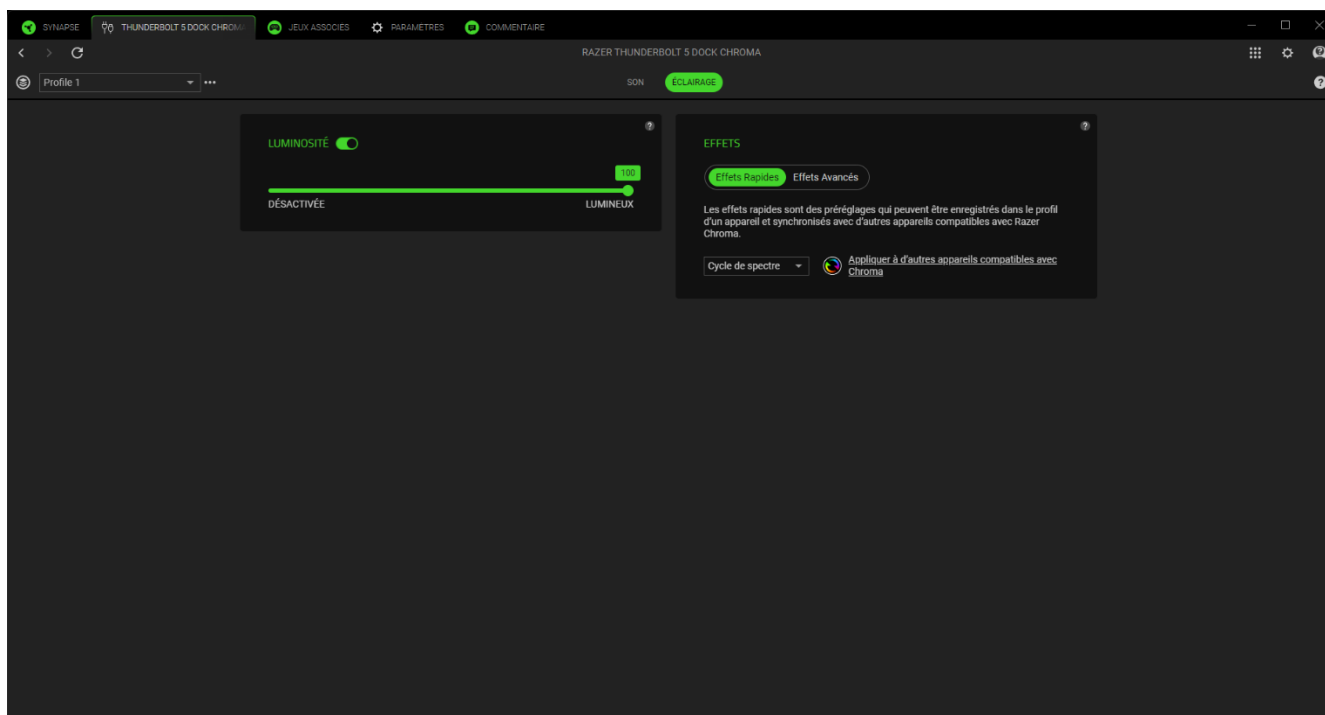 SYNAPSE
THUNDERBOLT 5 DOCK CHROMA
JEUX ASSOCIÉS
PARAMÈTRES
COMMENTAIRE
RAZER THUNDERBOLT 5 DOCK CHROMA
Profile 1
SON
ÉCLAIRAGE
LUMINOSITÉ
100
DÉSACTIVÉE
LUMINEUX
EFFETS
Effets Rapides
Effets Avancés
Les effets rapides sont des préréglages qui peuvent être enregistrés dans le profil
d'un appareil et synchronisés avec d'autres appareils compatibles avec Razer
Chroma.
Cycle de spectre
Appliquer à d'autres appareils compatibles avec
Chroma